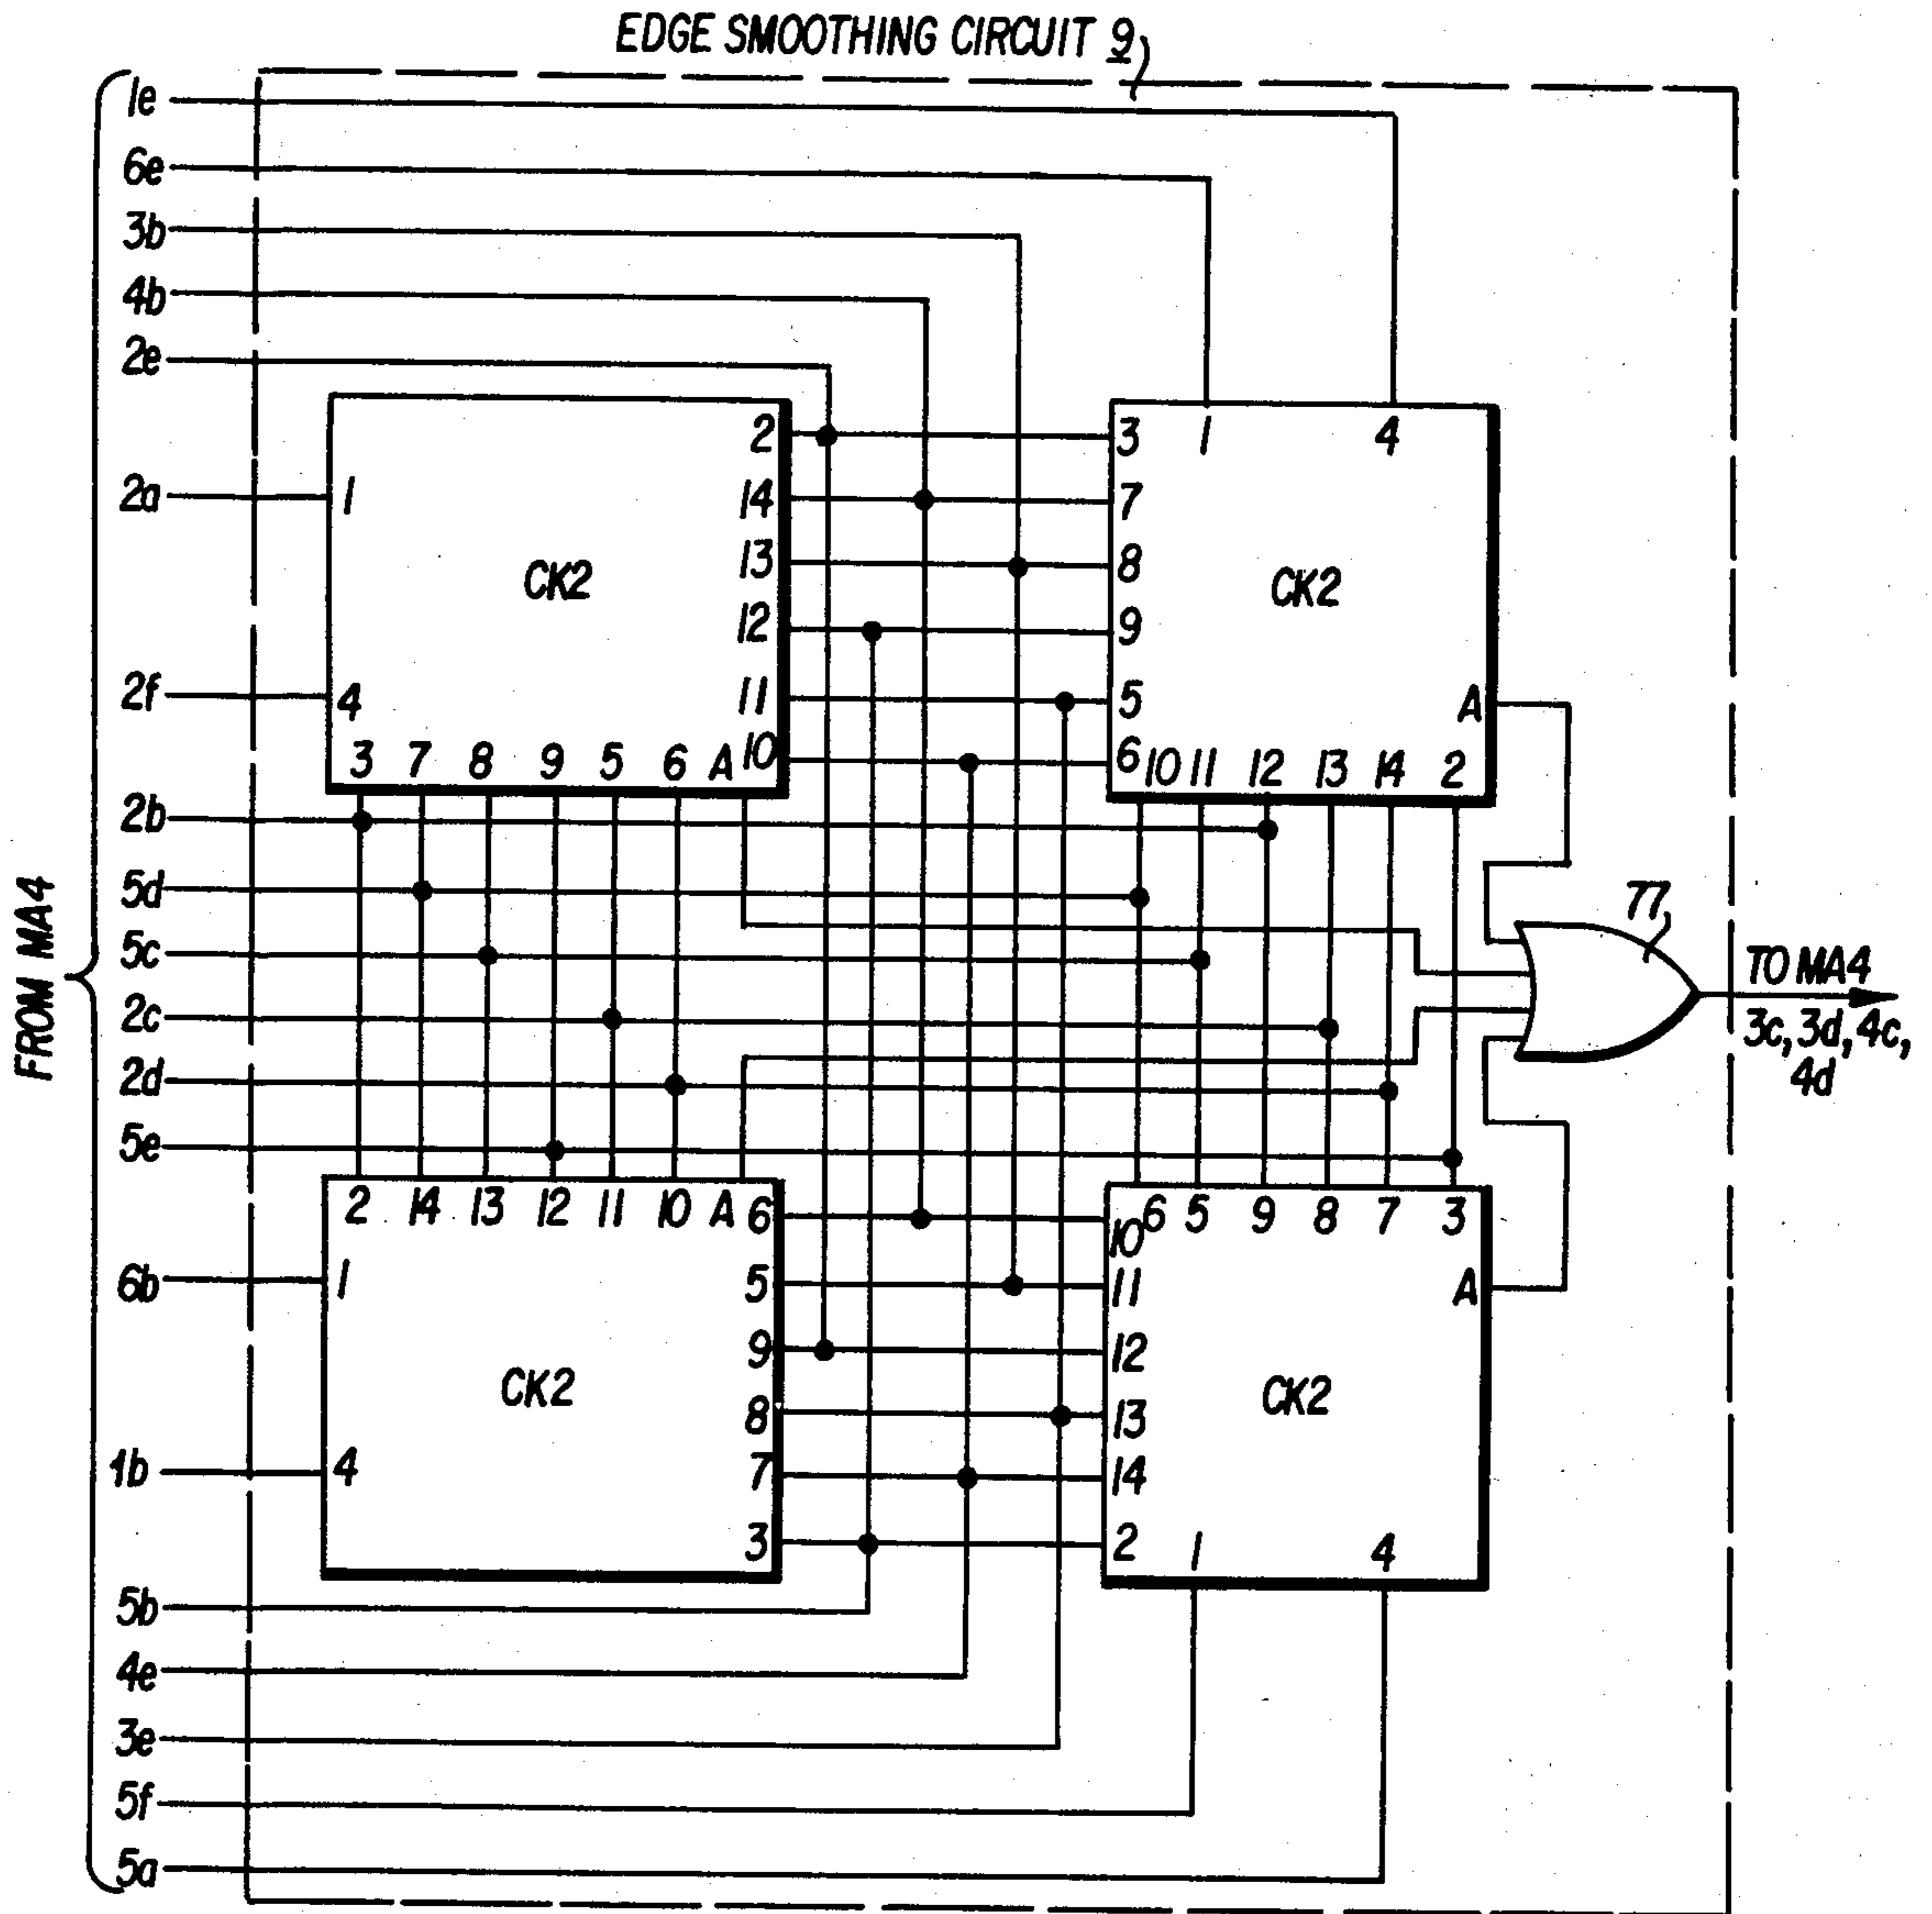 EDGE SMOOTHING CIRCUIT 9
FROM MA4
1e
6e
3b
4b
2e
2a
2f
2b
5d
5c
2c
2d
5e
6b
1b
5b
4e
3e
5f
5a
1
4
CK2
2
14
13
12
11
10
3 7 8 9 5 6 A
3
7
8
9
5
6
1 4
CK2
A
10 11 12 13 14 2
2 14 13 12 11 10 A
1
4
CK2
6
5
9
8
7
3
6 5 9 8 7 3
10
11
12
13
14
2
CK2
A
1 4
77
TO MA4
3c, 3d, 4c,
4d